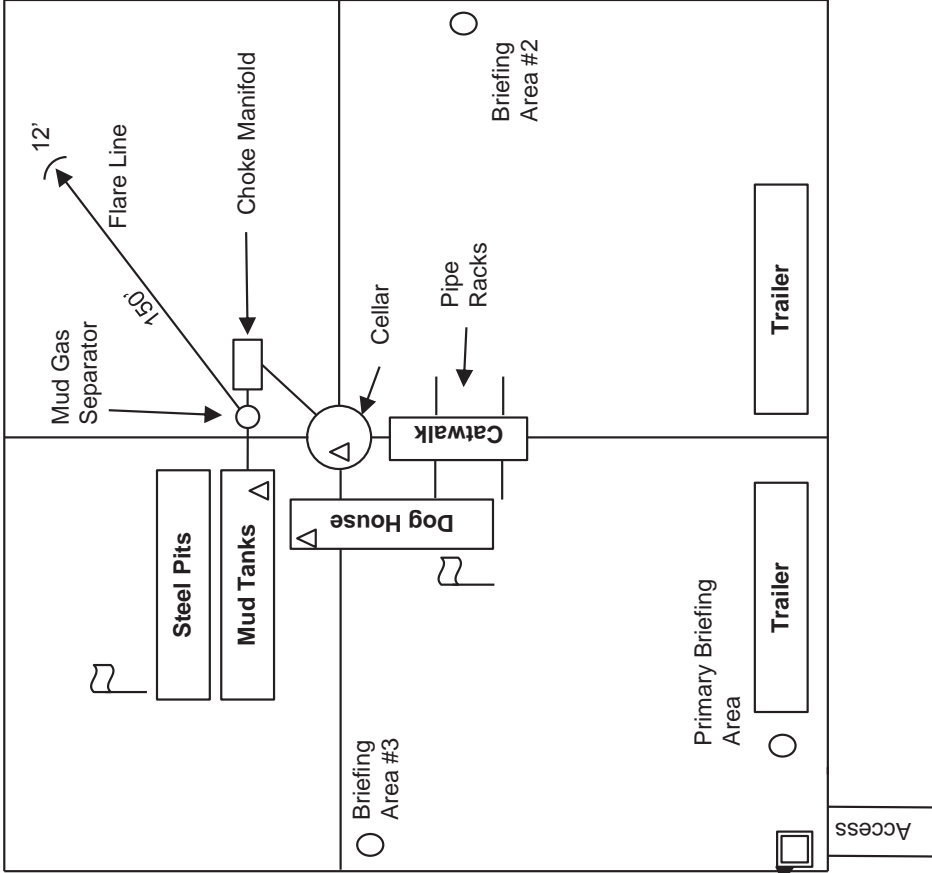 12'
Flare Line
150'
Choke Manifold
Mud Gas
Separator
Briefing
Area #2
Cellar
Pipe
Racks
Steel Pits
Mud Tanks
Catwalk
Dog House
Trailer
Trailer
Primary Briefing
Area
Briefing
Area #3
Access